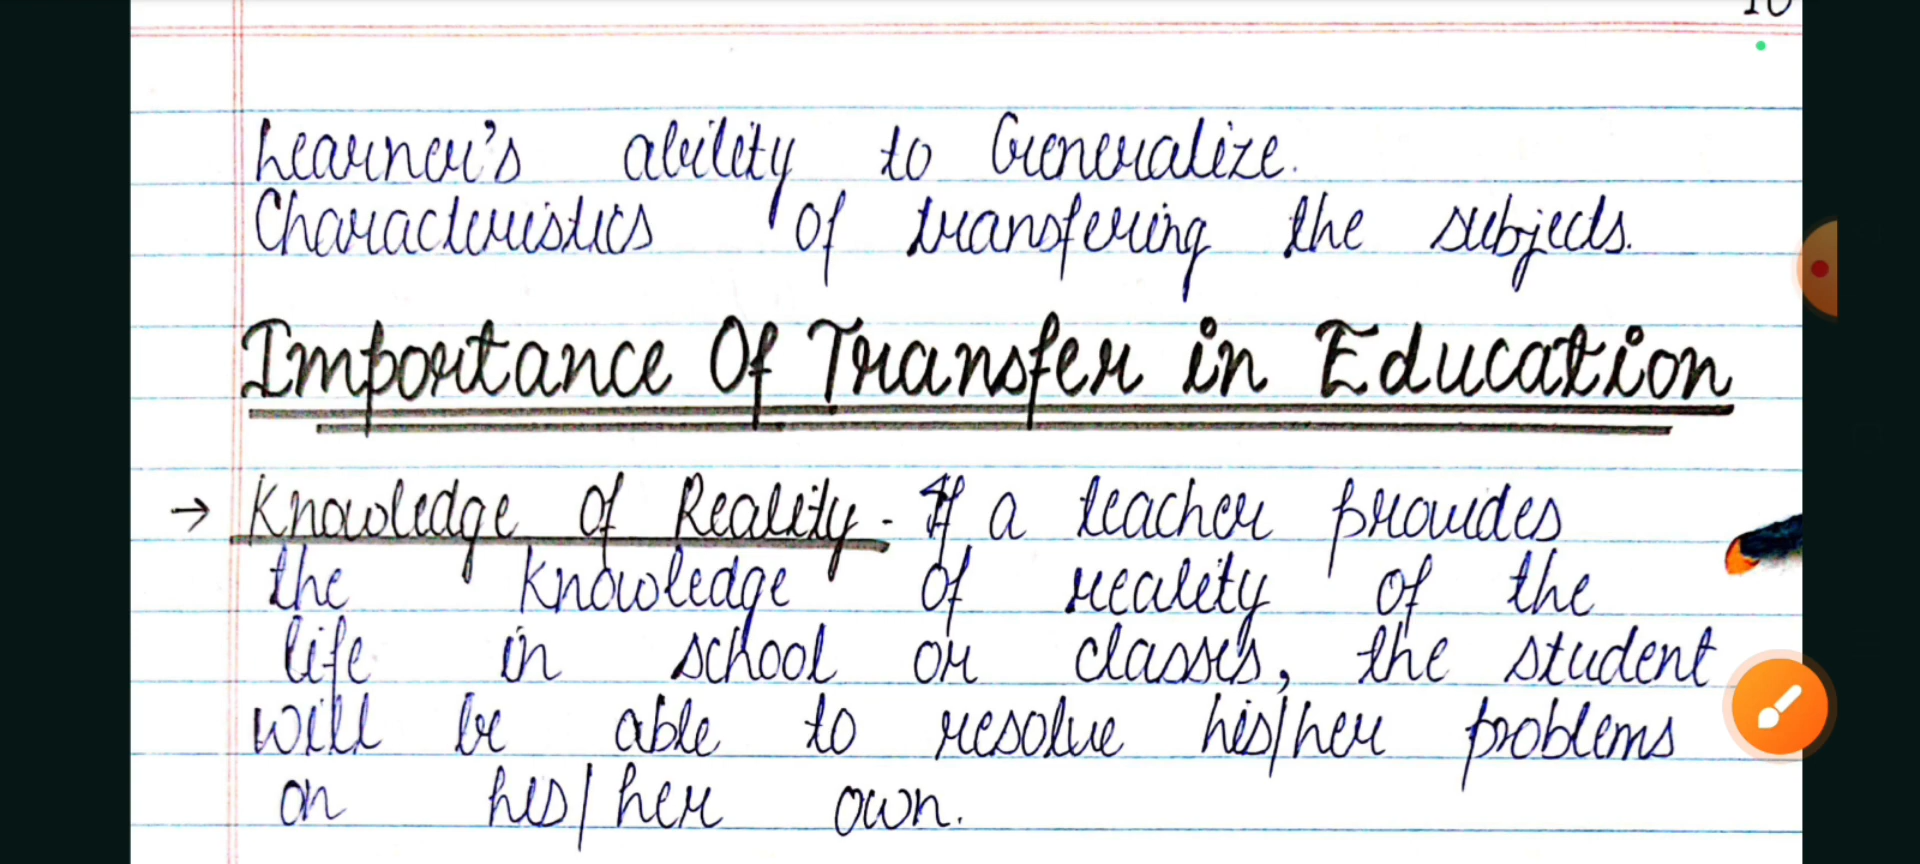 10
Learner's ability to Generalize.
Characteristics of transfering the subjects.
Importance Of Transfer in Education
→ Knowledge of Reality - If a teacher provides
the knowledge of reality of the
life in school or classes, the student
will be able to resolve his/her problems
on his/her own.